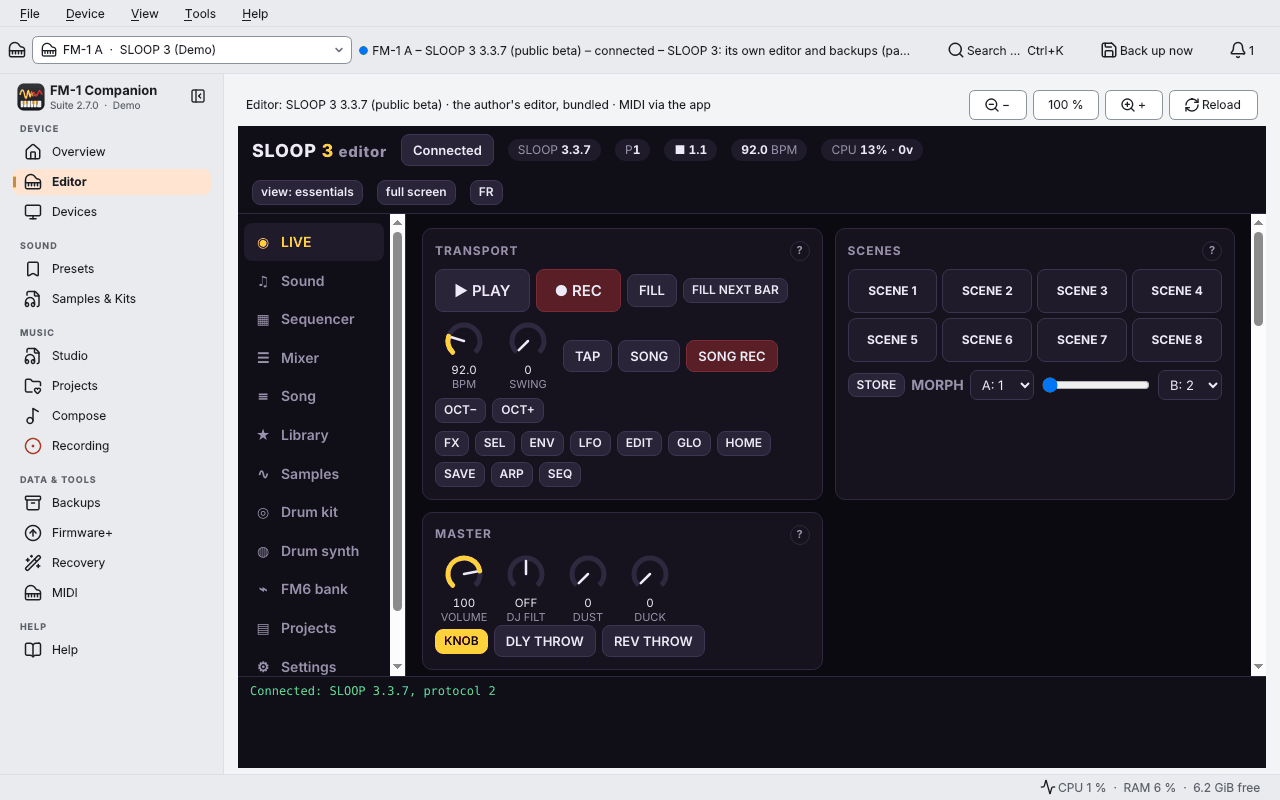 File Device View Tools Help
FM-1 A · SLOOP 3 (Demo)
FM-1 A – SLOOP 3 3.3.7 (public beta) – connected – SLOOP 3: its own editor and backups (pa...
Search ... Ctrl+K
Back up now
1
FM-1 Companion
Suite 2.7.0 · Demo
DEVICE
Overview
Editor
Devices
SOUND
Presets
Samples & Kits
MUSIC
Studio
Projects
Compose
Recording
DATA & TOOLS
Backups
Firmware+
Recovery
MIDI
HELP
Help
Editor: SLOOP 3 3.3.7 (public beta) · the author's editor, bundled · MIDI via the app
–
100 %
+
Reload
SLOOP 3 editor
Connected
SLOOP 3.3.7
P1
■ 1.1
92.0 BPM
CPU 13% · 0v
view: essentials
full screen
FR
LIVE
Sound
Sequencer
Mixer
Song
Library
Samples
Drum kit
Drum synth
FM6 bank
Projects
Settings
TRANSPORT
?
▶ PLAY
● REC
FILL
FILL NEXT BAR
92.0
BPM
0
SWING
TAP
SONG
SONG REC
OCT−
OCT+
FX
SEL
ENV
LFO
EDIT
GLO
HOME
SAVE
ARP
SEQ
SCENES
?
SCENE 1
SCENE 2
SCENE 3
SCENE 4
SCENE 5
SCENE 6
SCENE 7
SCENE 8
STORE
MORPH
A: 1
B: 2
MASTER
?
100
VOLUME
OFF
DJ FILT
0
DUST
0
DUCK
KNOB
DLY THROW
REV THROW
Connected: SLOOP 3.3.7, protocol 2
CPU 1 % · RAM 6 % · 6.2 GiB free